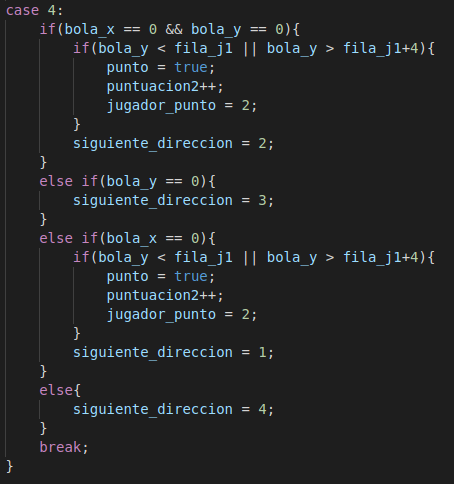 case 4:
    if(bola_x == 0 && bola_y == 0){
        if(bola_y < fila_j1 || bola_y > fila_j1+4){
            punto = true;
            puntuacion2++;
            jugador_punto = 2;
        }
        siguiente_direccion = 2;
    }
    else if(bola_y == 0){
        siguiente_direccion = 3;
    }
    else if(bola_x == 0){
        if(bola_y < fila_j1 || bola_y > fila_j1+4){
            punto = true;
            puntuacion2++;
            jugador_punto = 2;
        }
        siguiente_direccion = 1;
    }
    else{
        siguiente_direccion = 4;
    }
    break;
}